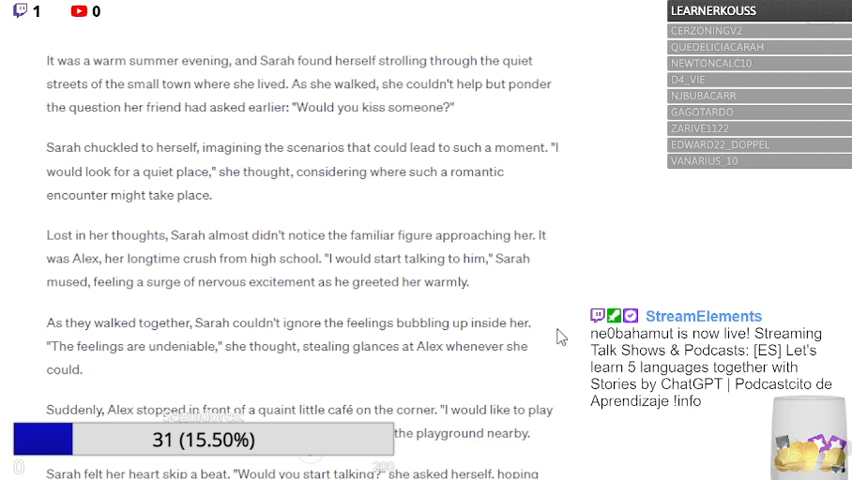 1
0
It was a warm summer evening, and Sarah found herself strolling through the quiet
streets of the small town where she lived. As she walked, she couldn't help but ponder
the question her friend had asked earlier: "Would you kiss someone?"
Sarah chuckled to herself, imagining the scenarios that could lead to such a moment. "I
would look for a quiet place," she thought, considering where such a romantic
encounter might take place.
Lost in her thoughts, Sarah almost didn't notice the familiar figure approaching her. It
was Alex, her longtime crush from high school. "I would start talking to him," Sarah
mused, feeling a surge of nervous excitement as he greeted her warmly.
As they walked together, Sarah couldn't ignore the feelings bubbling up inside her.
"The feelings are undeniable," she thought, stealing glances at Alex whenever she
could.
Suddenly, Alex stopped in front of a quaint little café on the corner. "I would like to play
the playground nearby.
31 (15.50%)
0
200
Sarah felt her heart skip a beat. "Would you start talking?" she asked herself, hoping
LEARNERKOUSS
CERZONINGV2
QUEDELICIACARAH
NEWTONCALC10
D4_VIE
NJBUBACARR
GAGOTARDO
ZARIVE1122
EDWARD22_DOPPEL
VANARIUS_10
StreamElements
ne0bahamut is now live! Streaming
Talk Shows & Podcasts: [ES] Let's
learn 5 languages together with
Stories by ChatGPT | Podcastcito de
Aprendizaje !info